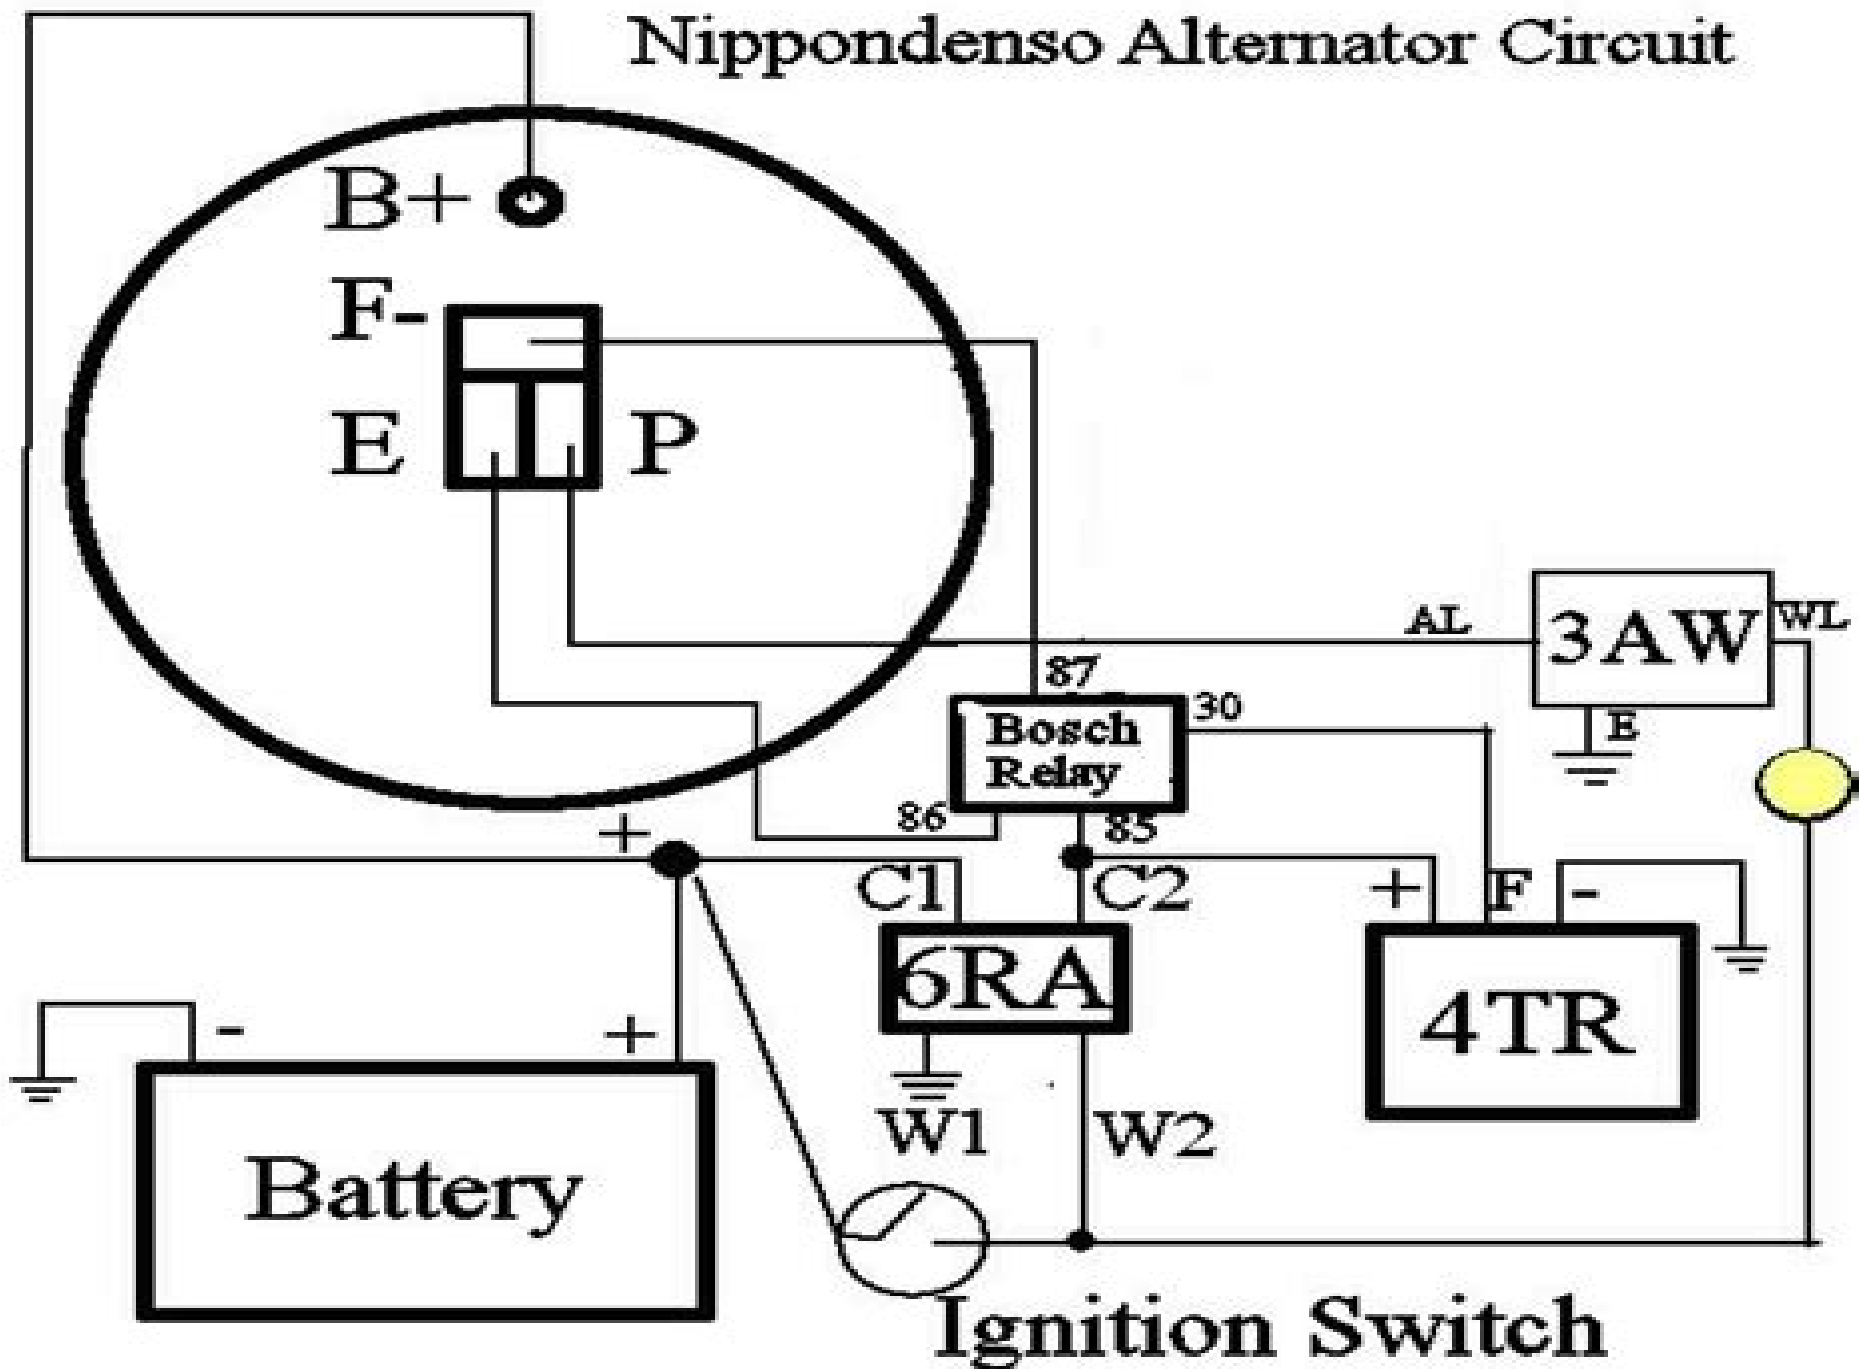 Nippondenso Alternator Circuit
B+
F-
E
P
AL
3AW
WL
E
87
30
Bosch
Relay
86
85
+
C1
C2
+
F
-
6RA
4TR
-
+
W1
W2
Battery
Ignition Switch